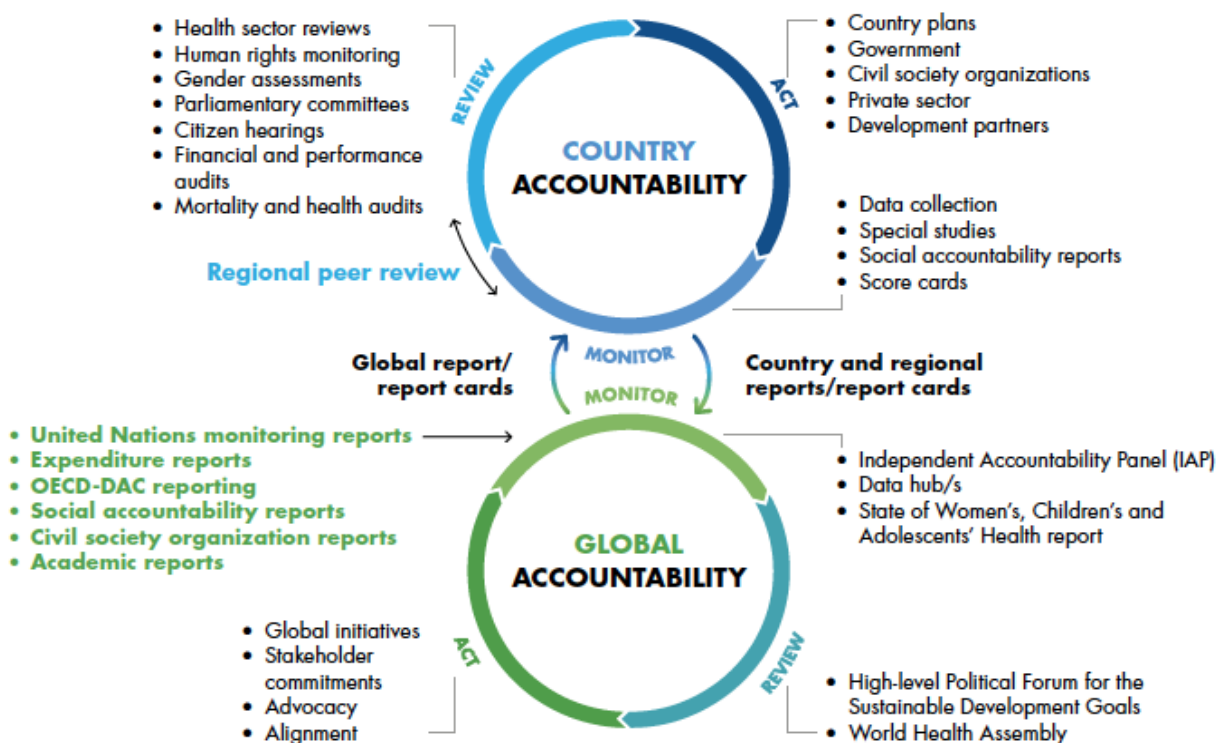 • Health sector reviews
• Human rights monitoring
• Gender assessments
• Parliamentary committees
• Citizen hearings
• Financial and performance
audits
• Mortality and health audits
REVIEW
ACT
• Country plans
• Government
• Civil society organizations
• Private sector
• Development partners
COUNTRY
ACCOUNTABILITY
• Data collection
• Special studies
• Social accountability reports
• Score cards
Regional peer review
MONITOR
Global report/
report cards
Country and regional
reports/report cards
MONITOR
• United Nations monitoring reports
• Expenditure reports
• OECD-DAC reporting
• Social accountability reports
• Civil society organization reports
• Academic reports
• Independent Accountability Panel (IAP)
• Data hub/s
• State of Women’s, Children’s and
Adolescents’ Health report
GLOBAL
ACCOUNTABILITY
• Global initiatives
• Stakeholder
commitments
• Advocacy
• Alignment
ACT
REVIEW
• High-level Political Forum for the
Sustainable Development Goals
• World Health Assembly